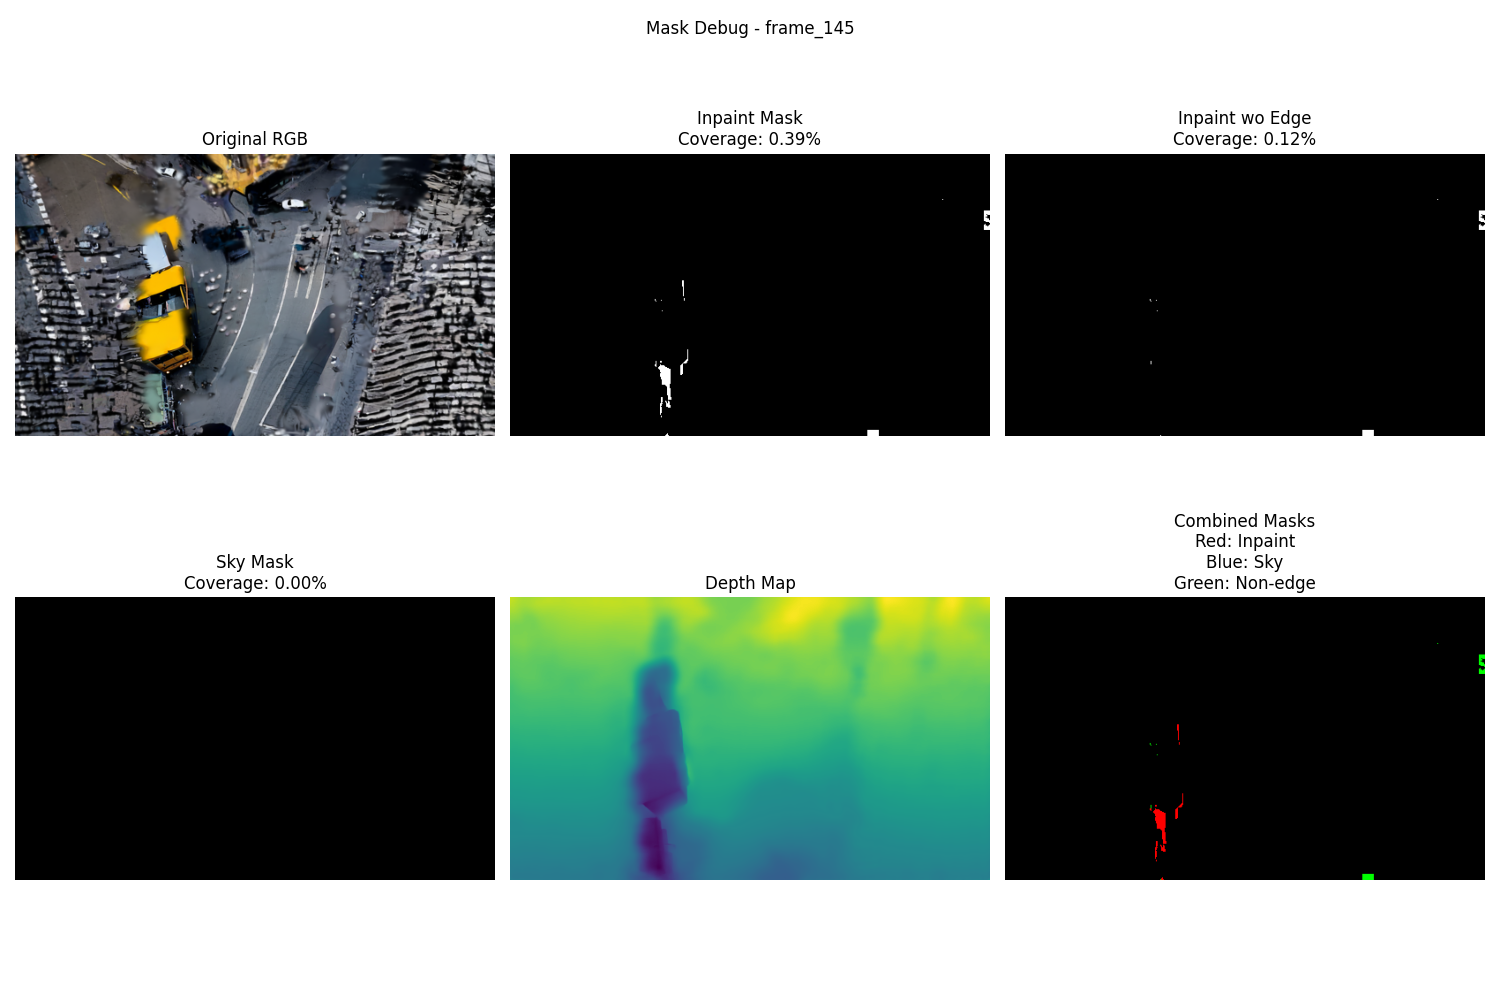 Mask Debug - frame_145
Original RGB
Inpaint Mask
Coverage: 0.39%
Inpaint wo Edge
Coverage: 0.12%
Sky Mask
Coverage: 0.00%
Depth Map
Combined Masks
Red: Inpaint
Blue: Sky
Green: Non-edge